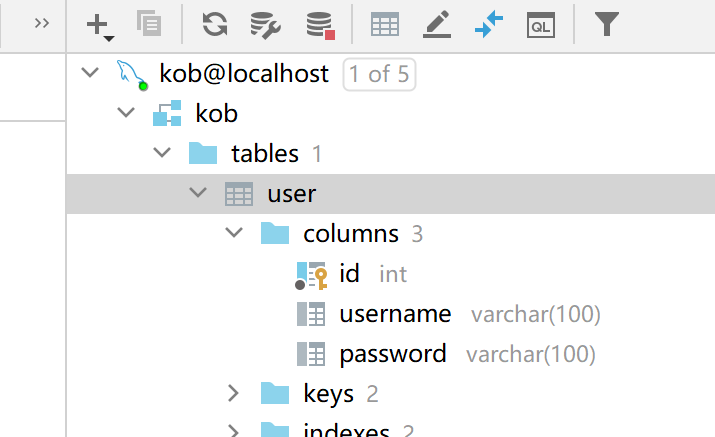 QL
kob@localhost 1 of 5
kob
tables 1
user
columns 3
id int
username varchar(100)
password varchar(100)
keys 2
indexes 2